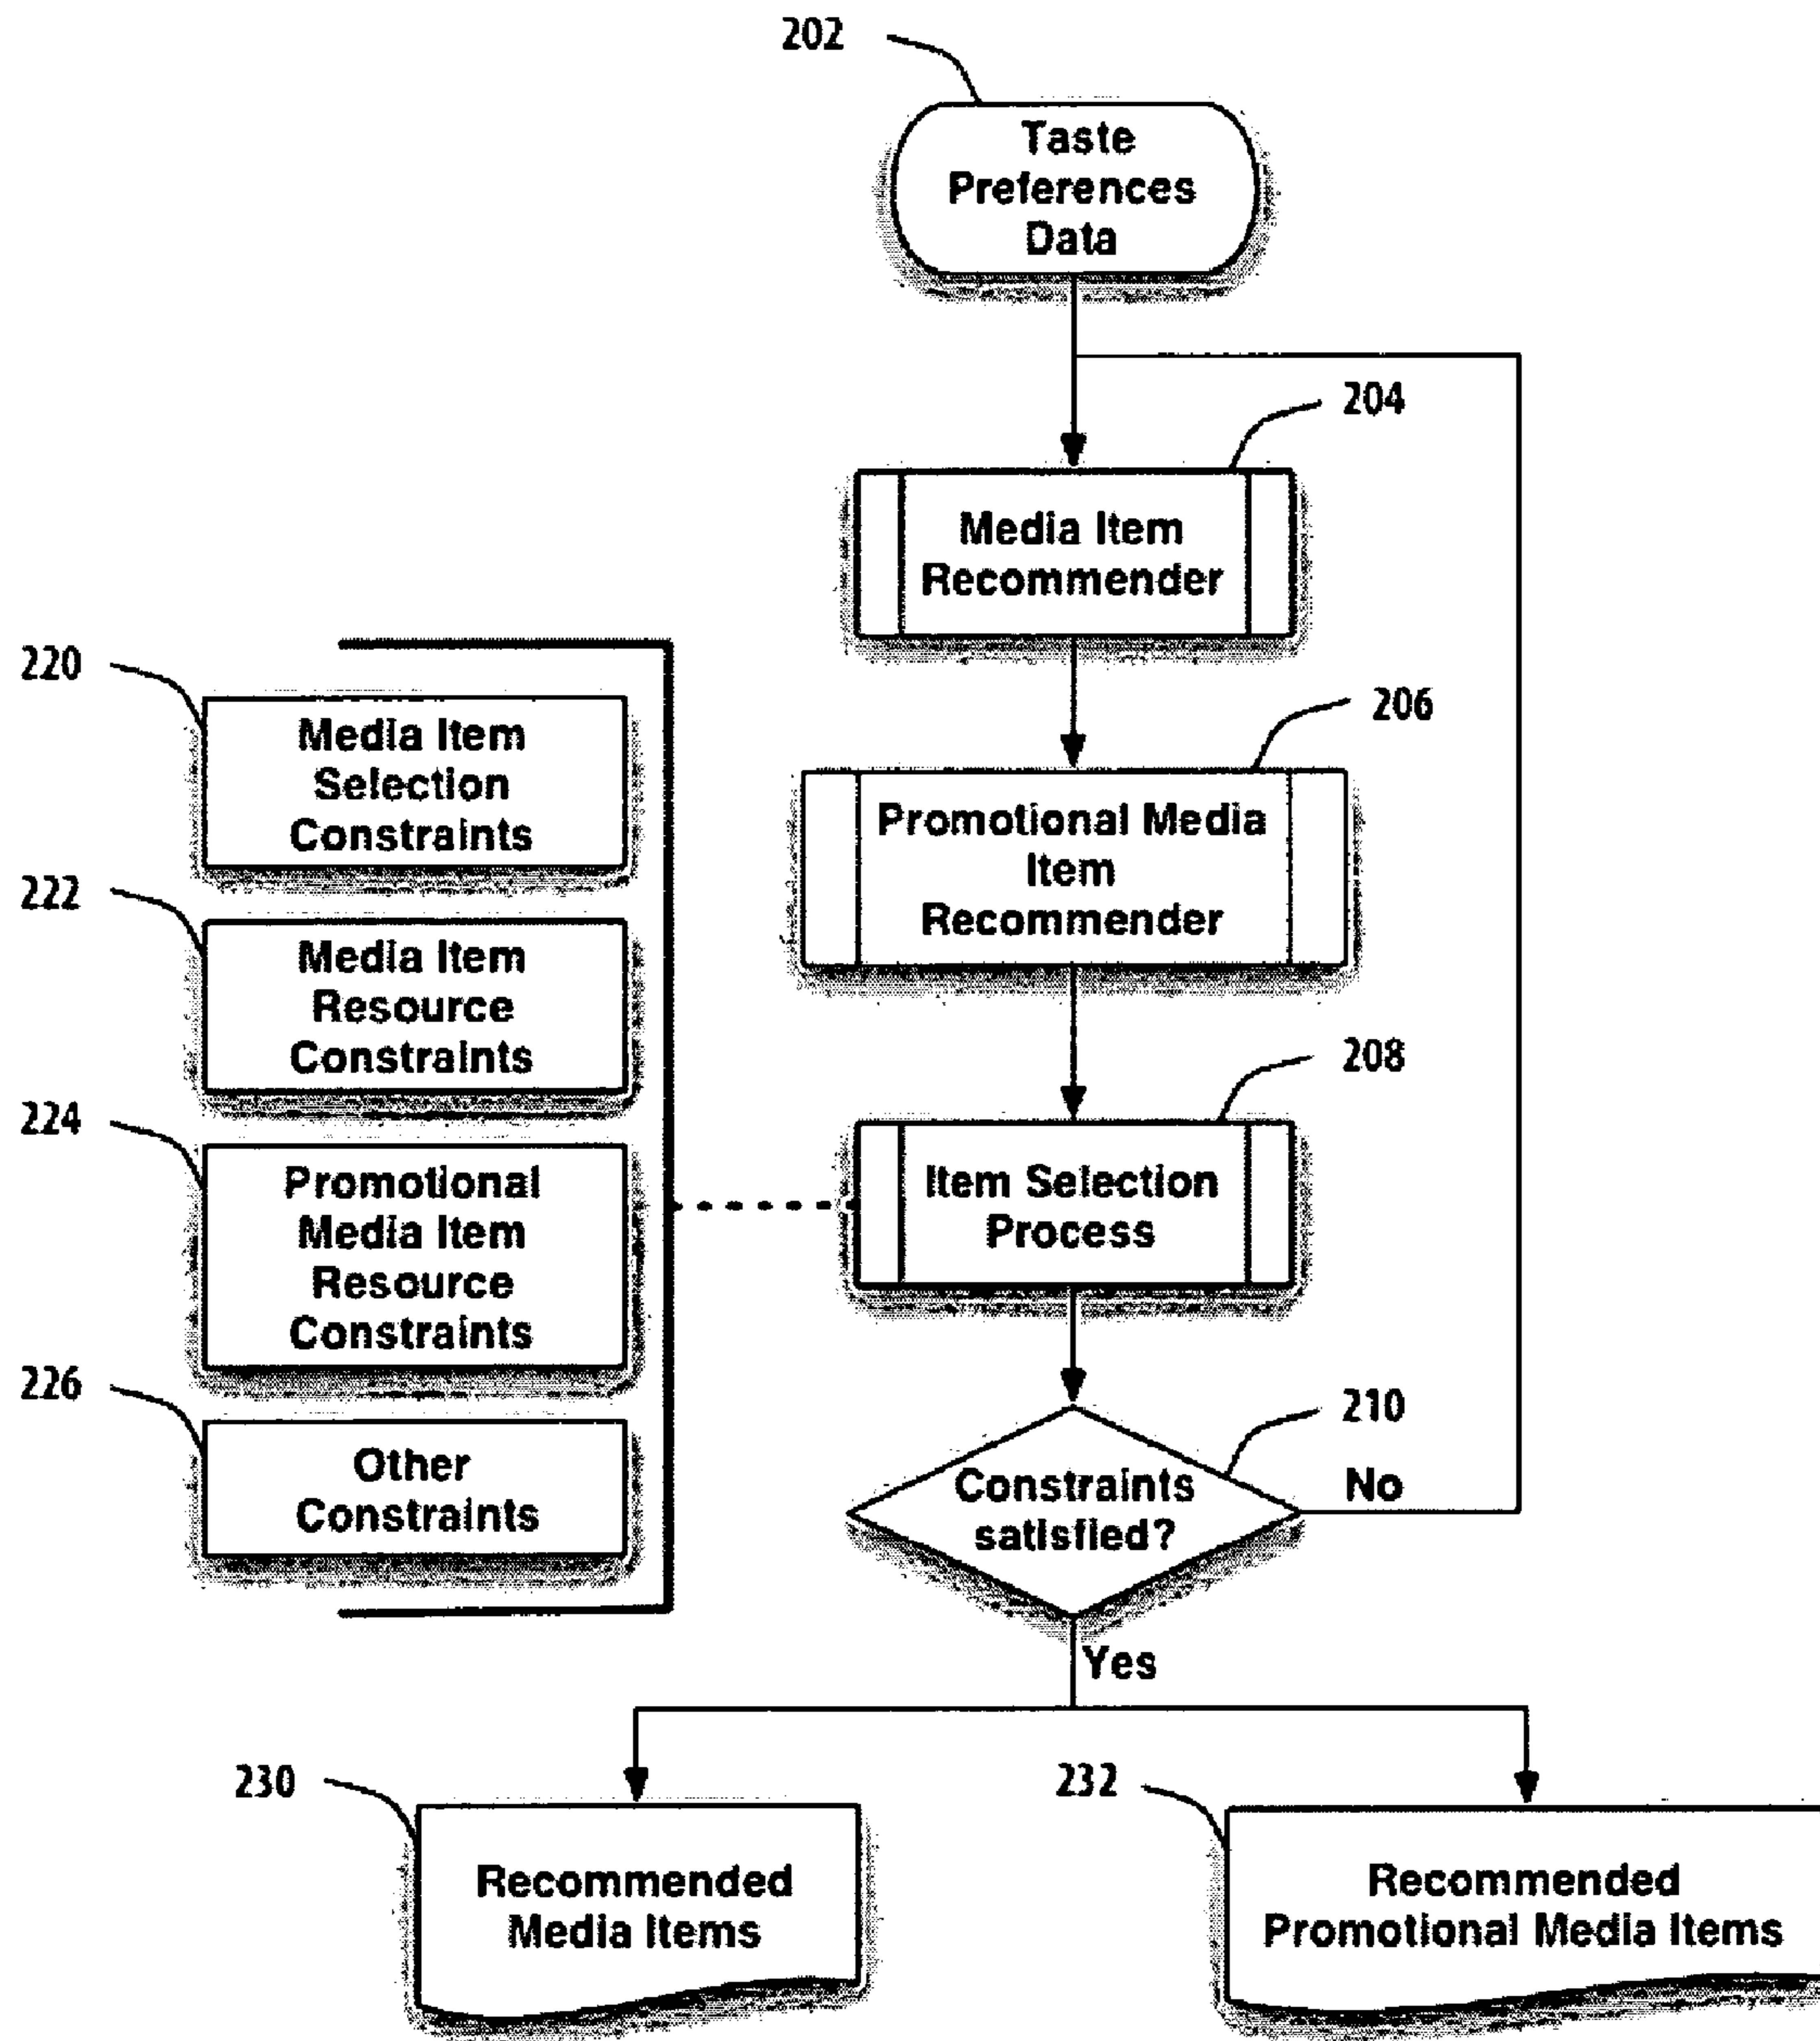 202
Taste
Preferences
Data
204
Media Item
Recommender
206
Promotional Media
Item
Recommender
220
Media Item
Selection
Constraints
222
Media Item
Resource
Constraints
224
Promotional
Media Item
Resource
Constraints
226
Other
Constraints
208
Item Selection
Process
210
Constraints
satisfied?
No
Yes
230
Recommended
Media Items
232
Recommended
Promotional Media Items